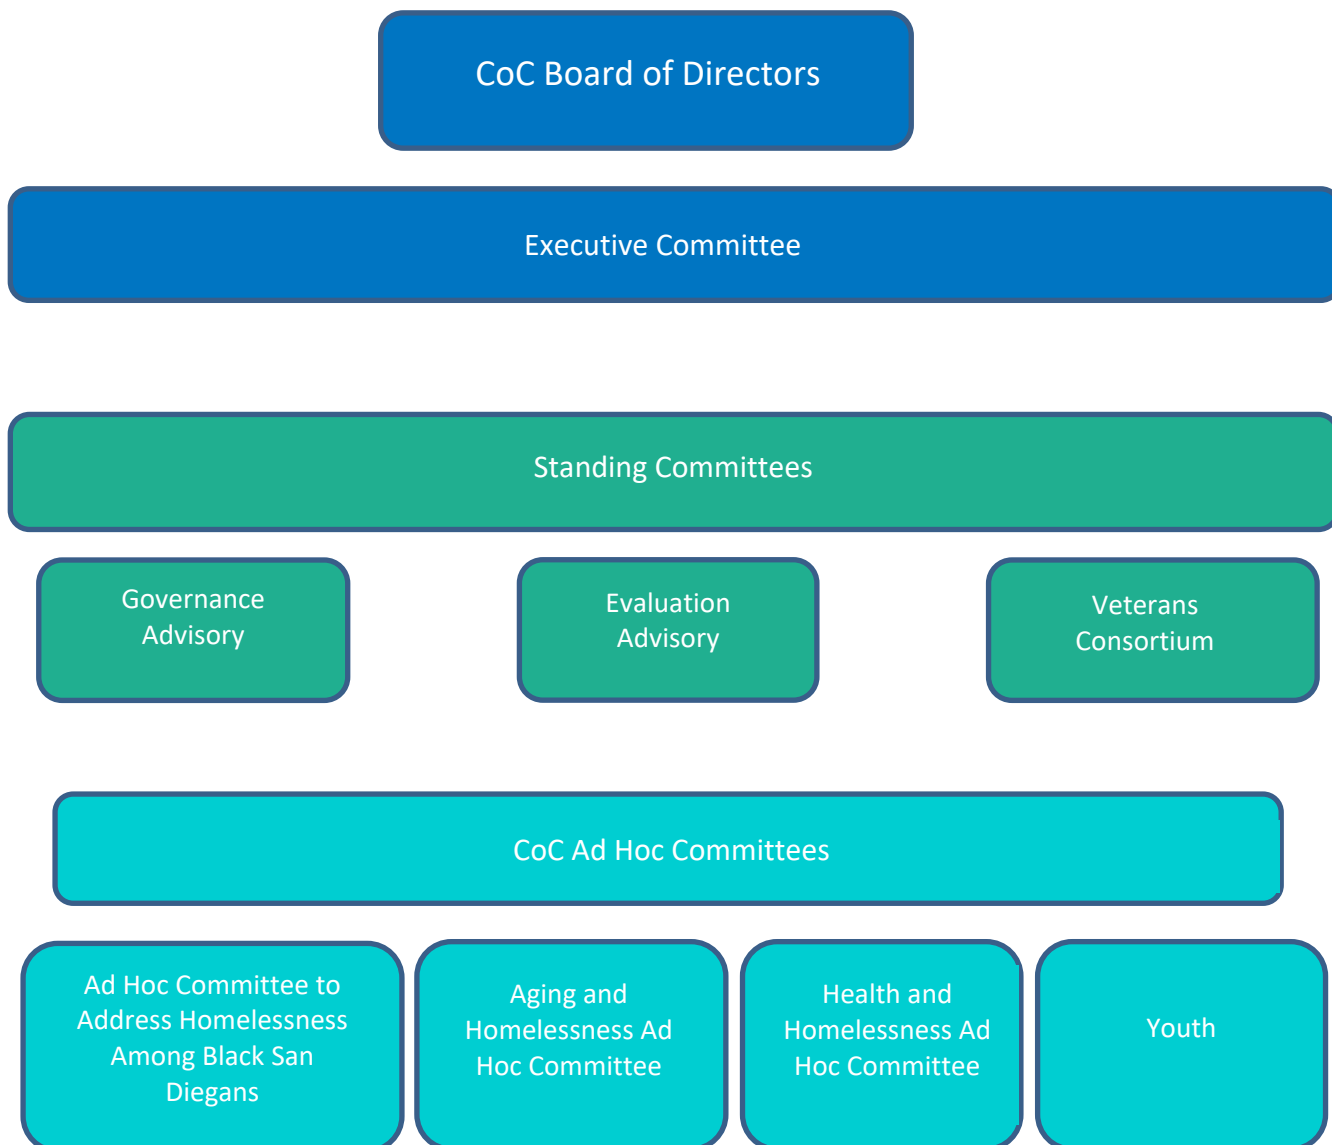 CoC Board of Directors
Executive Committee
Standing Committees
Governance
Advisory
Evaluation
Advisory
Veterans
Consortium
CoC Ad Hoc Committees
Ad Hoc Committee to
Address Homelessness
Among Black San
Diegans
Aging and
Homelessness Ad
Hoc Committee
Health and
Homelessness Ad
Hoc Committee
Youth